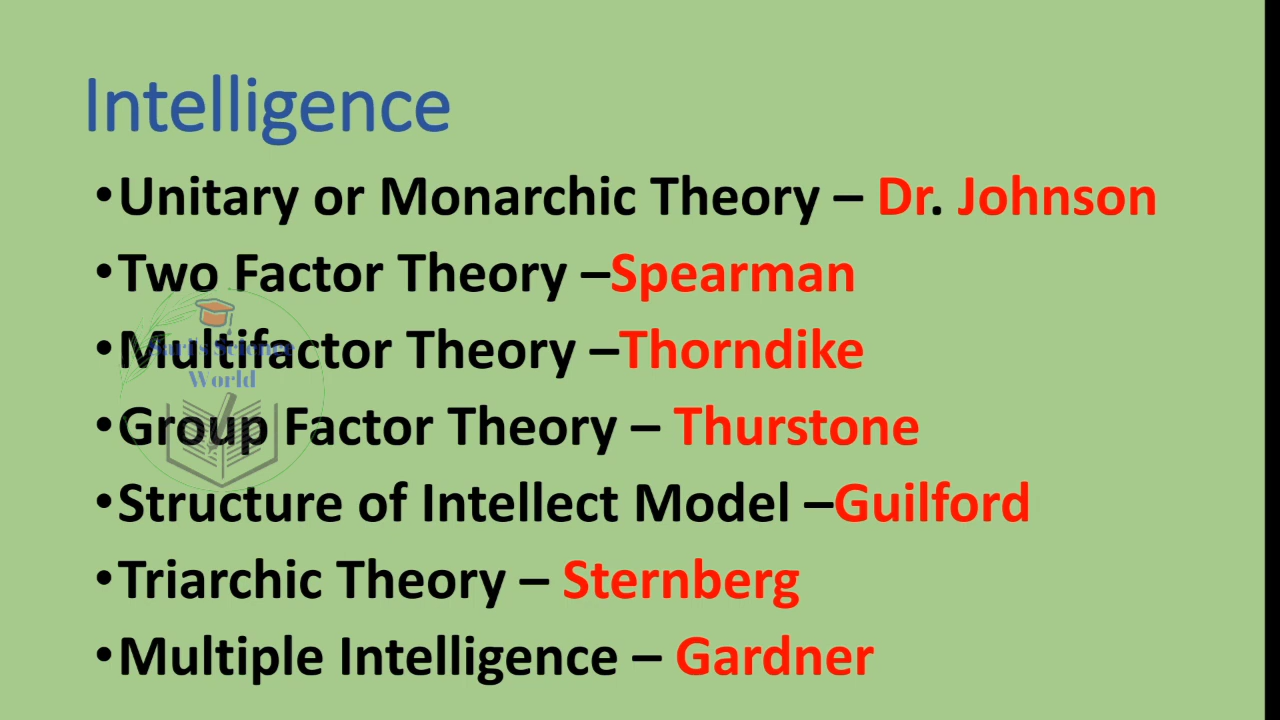 Intelligence
•Unitary or Monarchic Theory – Dr. Johnson
•Two Factor Theory –Spearman
•Multifactor Theory –Thorndike
•Group Factor Theory – Thurstone
•Structure of Intellect Model –Guilford
•Triarchic Theory – Sternberg
•Multiple Intelligence – Gardner
Science
World